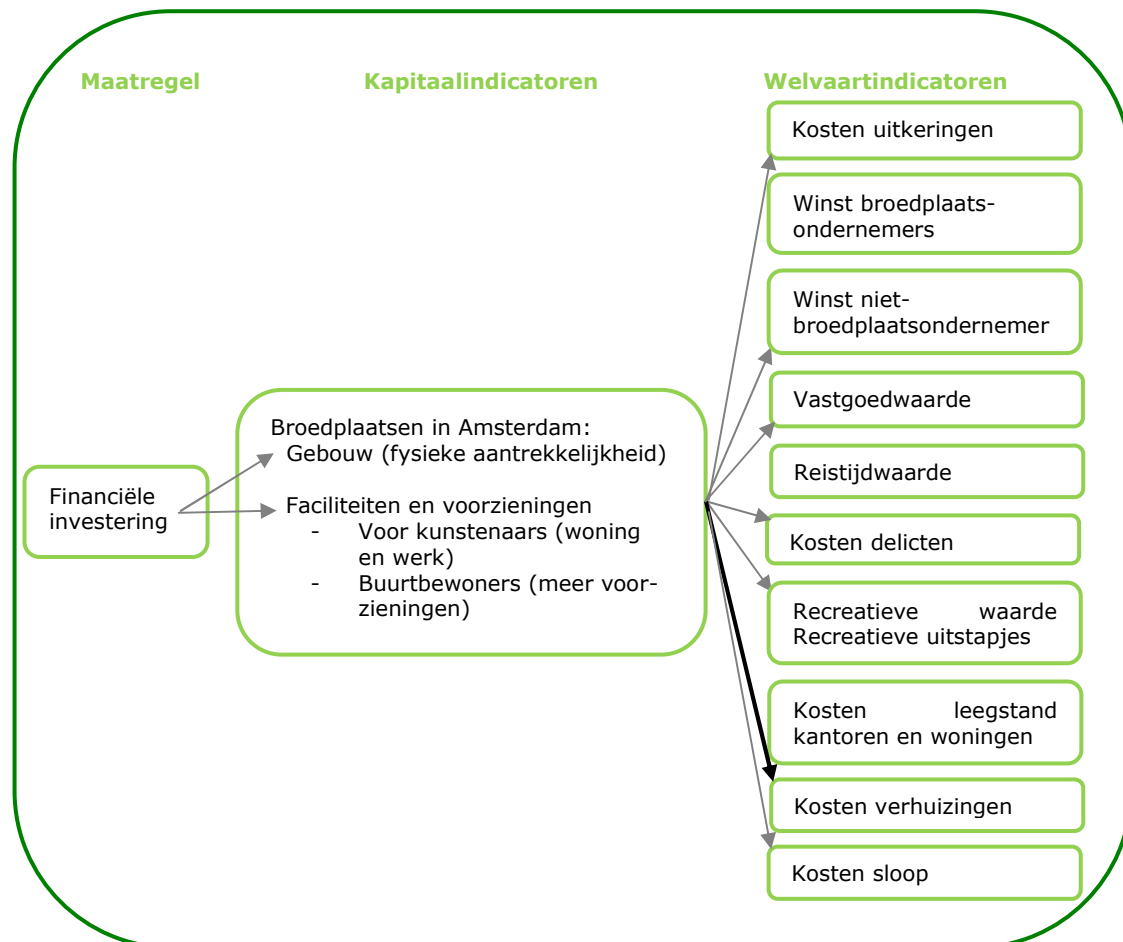 Maatregel
Kapitaalindicatoren
Welvaartindicatoren
Financiële
investering
Broedplaatsen in Amsterdam:
Gebouw (fysieke aantrekkelijkheid)
Faciliteiten en voorzieningen
- Voor kunstenaars (woning
en werk)
- Buurtbewoners (meer voor-
zieningen)
Kosten uitkeringen
Winst broedplaats-
ondernemers
Winst niet-
broedplaatsondernemer
Vastgoedwaarde
Reistijdwaarde
Kosten delicten
Recreatieve waarde
Recreatieve uitstapjes
Kosten leegstand
kantoren en woningen
Kosten verhuizingen
Kosten sloop